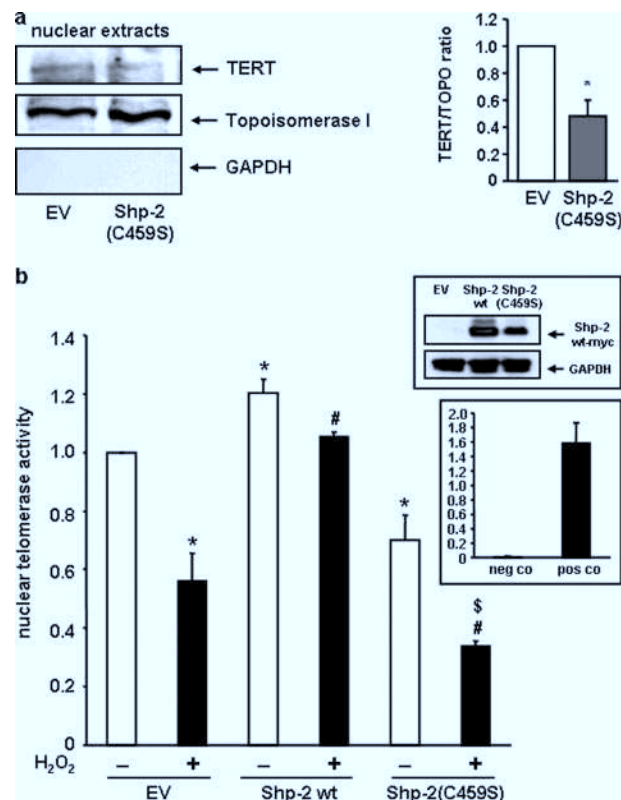 a
nuclear extracts
TERT
Topoisomerase I
GAPDH
EV Shp-2 (C459S)
TERT/TOPO ratio
1.2
1.0
0.8
0.6
0.4
0.2
0
*
EV Shp-2 (C459S)
b
nuclear telomerase activity
1.4
1.2
1.0
0.8
0.6
0.4
0.2
0
* * # * $ #
EV Shp-2 wt Shp-2 (C459S)
Shp-2 wt-myc
GAPDH
2.0
1.8
1.6
1.4
1.2
1.0
0.8
0.6
0.4
0.2
0
neg co pos co
H2O2 − + − + − +
EV Shp-2 wt Shp-2(C459S)